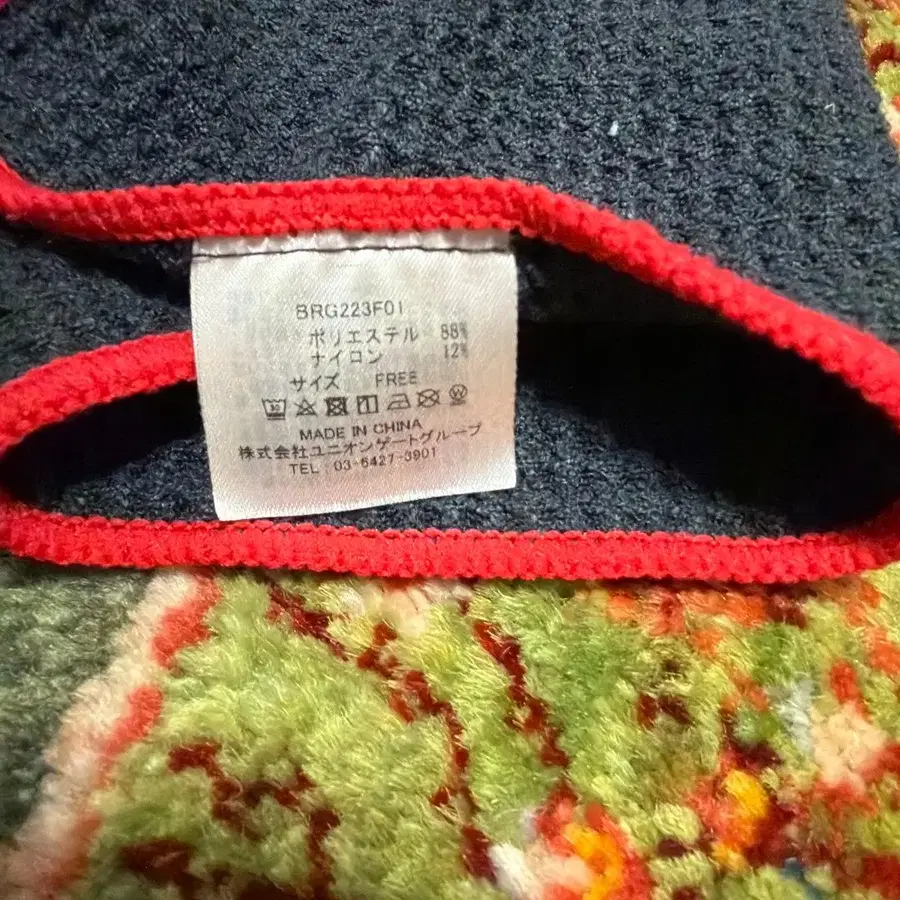 BRG223F01
ポリエステル 88%
ナイロン 12%
サイズ FREE
MADE IN CHINA
株式会社ユニオンゲートグループ
TEL : 03-6427-3901